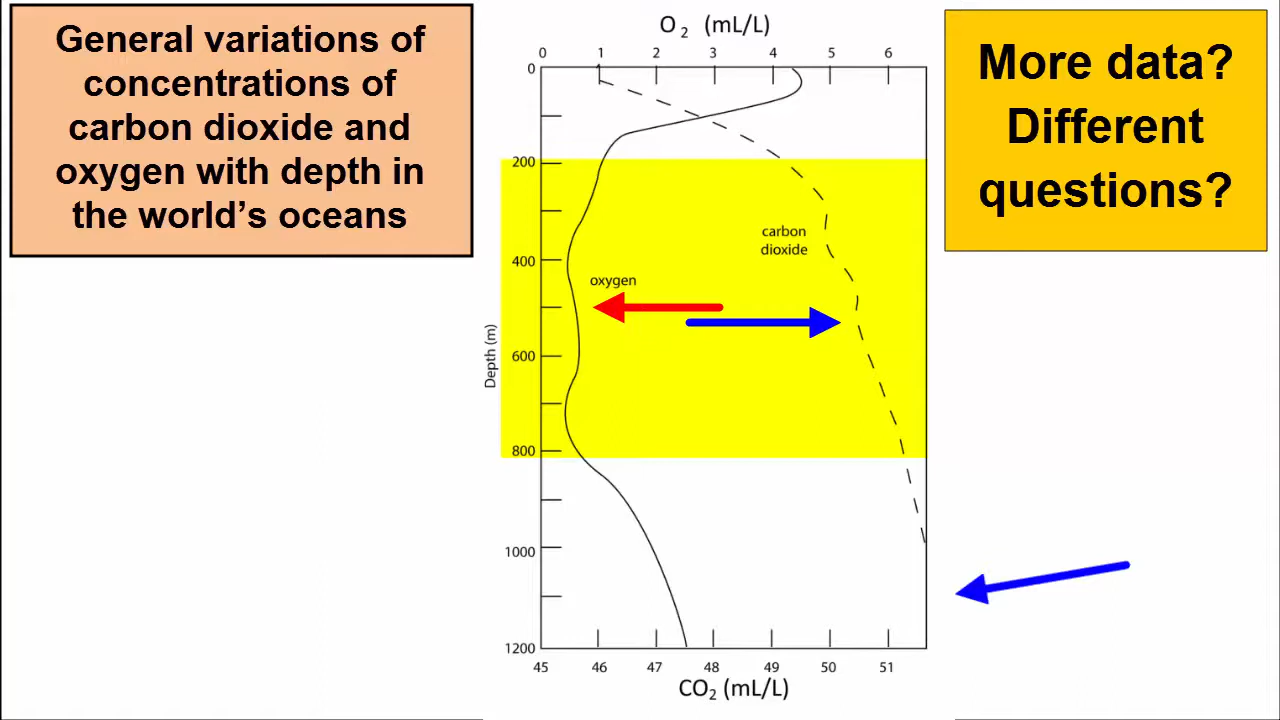 General variations of
concentrations of
carbon dioxide and
oxygen with depth in
the world's oceans
O2 (mL/L)
0 1 2 3 4 5 6
0
200
400
600
800
1000
1200
Depth (m)
carbon
dioxide
oxygen
45 46 47 48 49 50 51
CO2 (mL/L)
More data?
Different
questions?